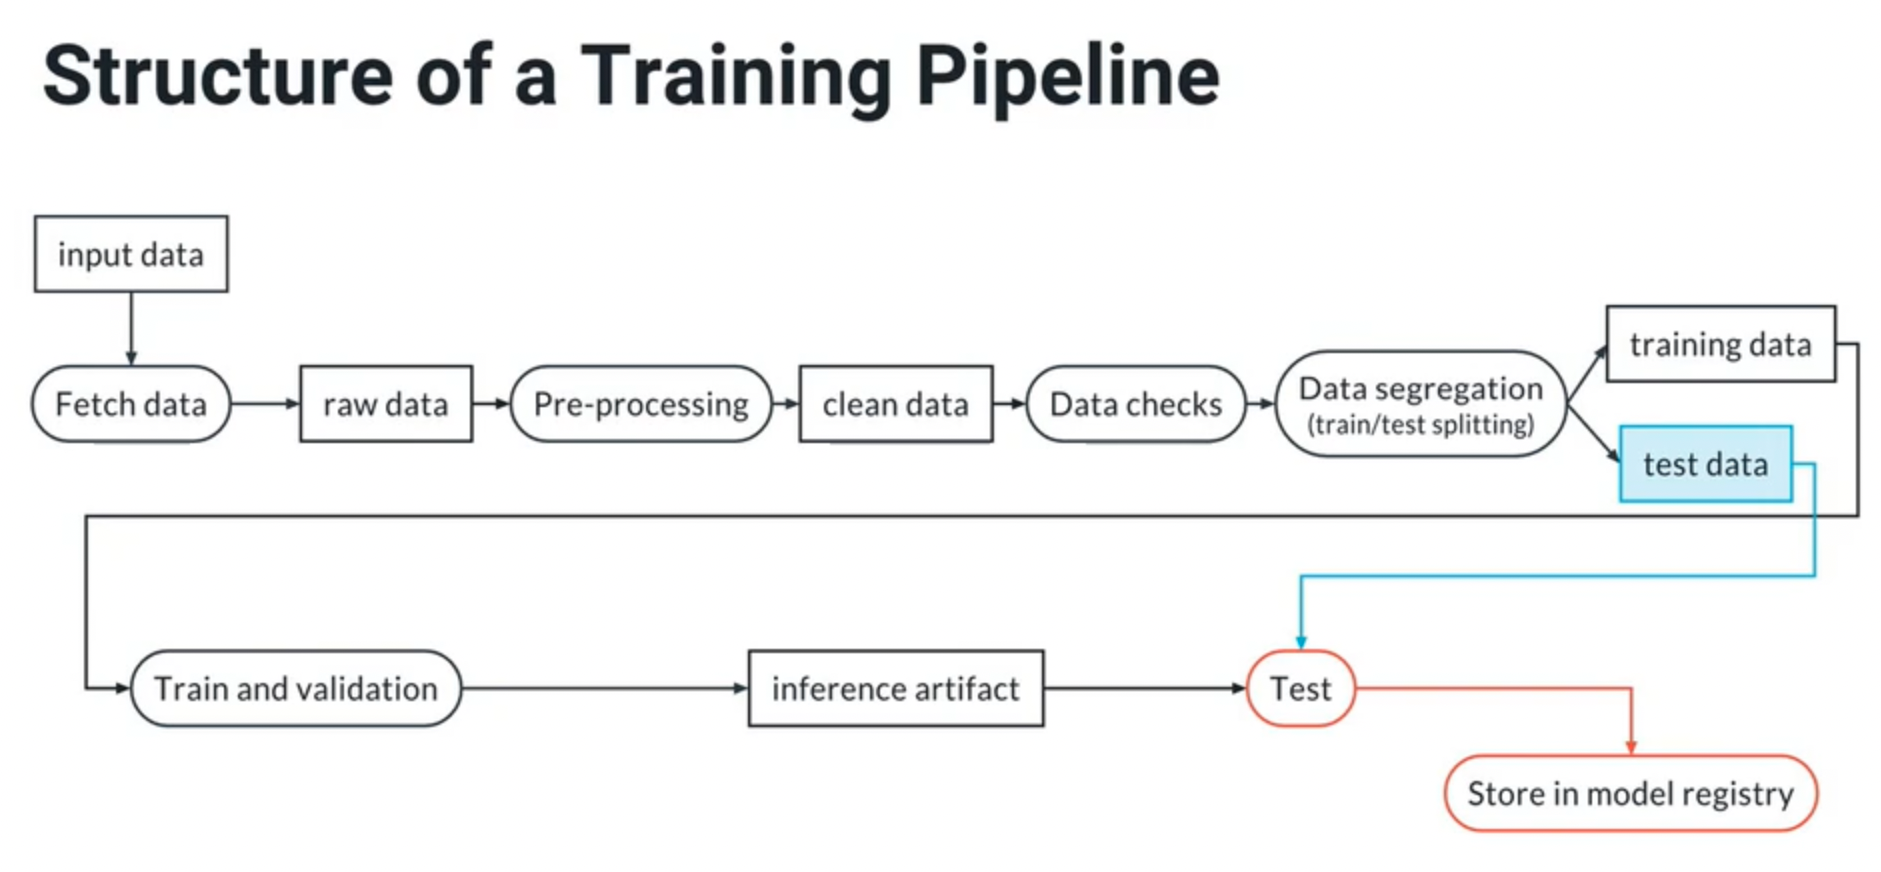 Structure of a Training Pipeline
input data
Fetch data
raw data
Pre-processing
clean data
Data checks
Data segregation
(train/test splitting)
training data
test data
Train and validation
inference artifact
Test
Store in model registry